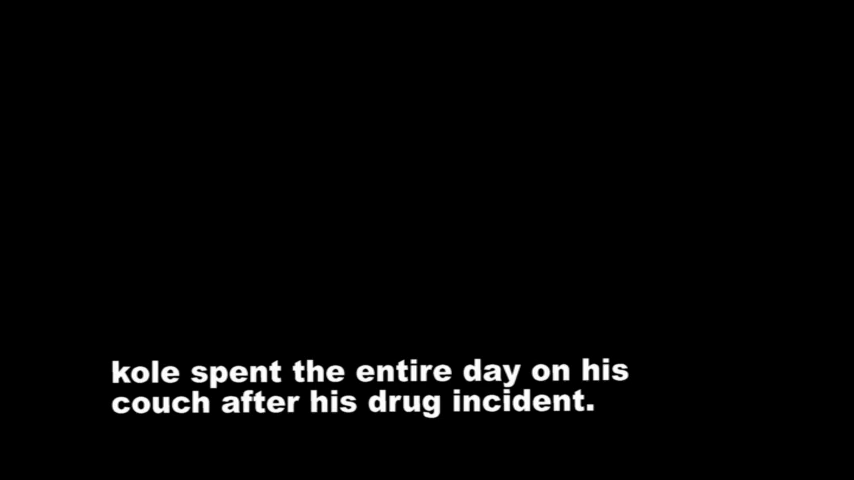 kole spent the entire day on his
couch after his drug incident.